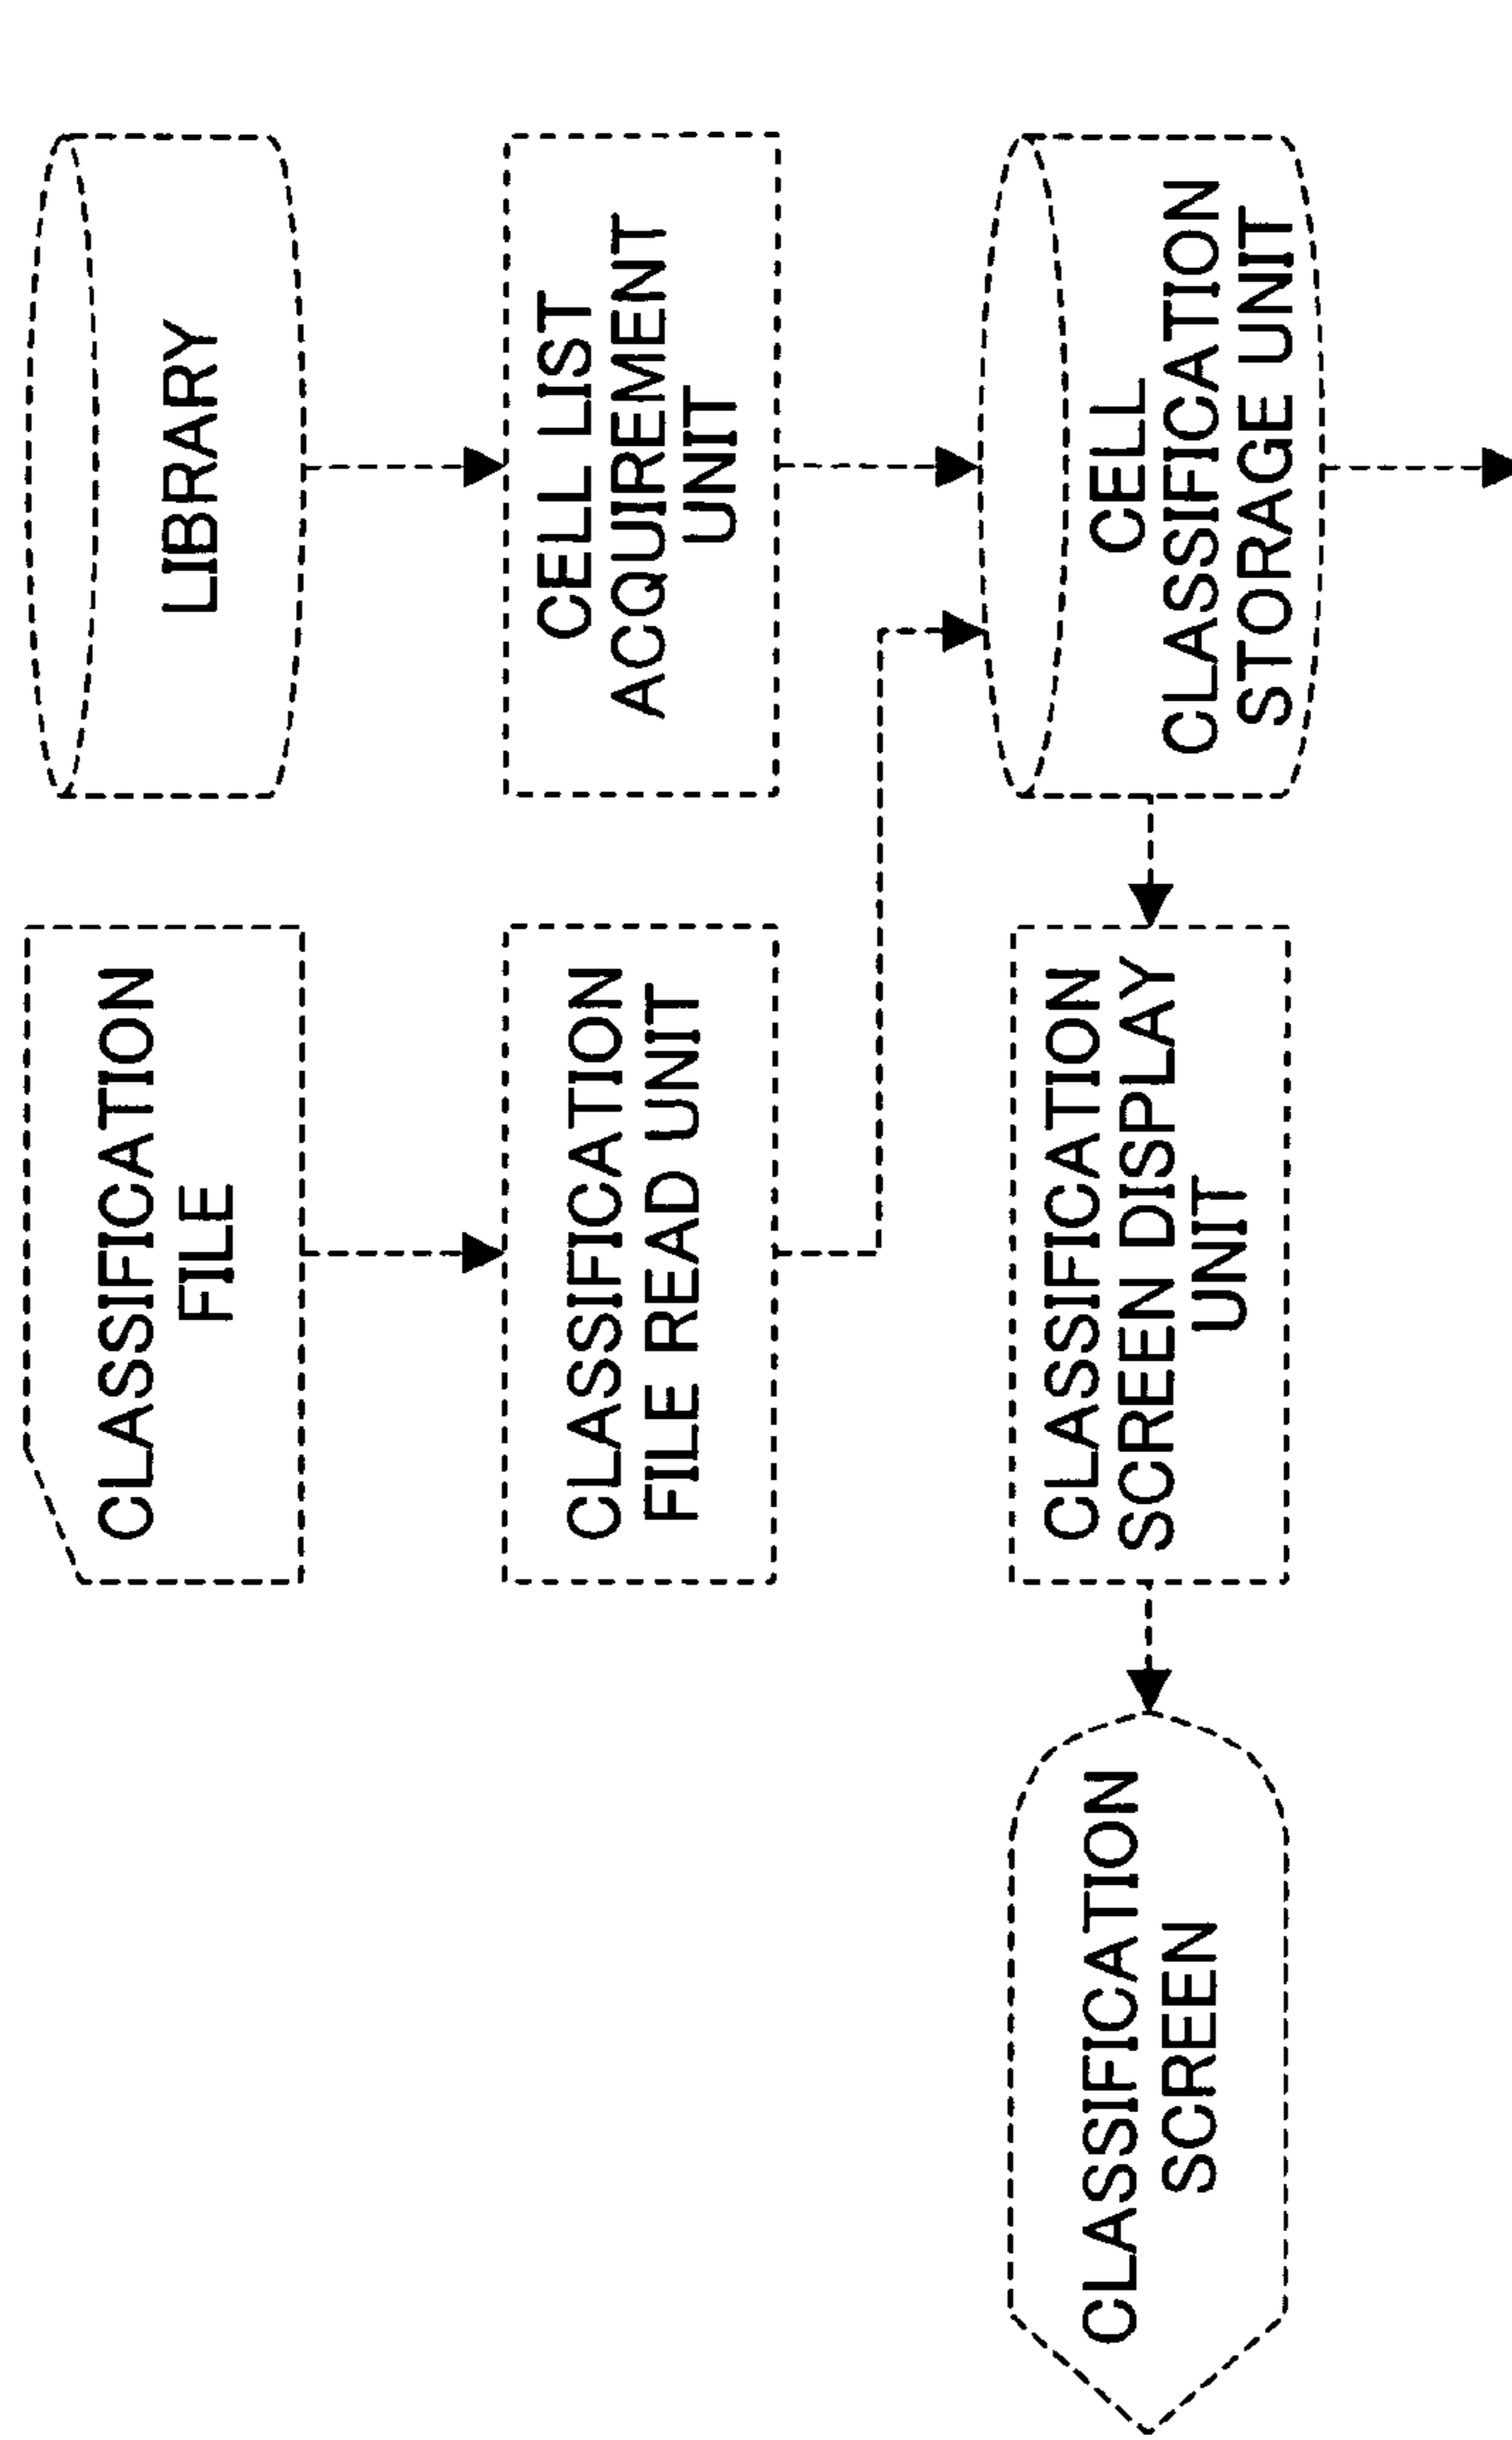 CLASSIFICATION
FILE
LIBRARY
CLASSIFICATION
FILE READ UNIT
CELL LIST
ACQUIREMENT
UNIT
CLASSIFICATION
SCREEN
CLASSIFICATION
SCREEN DISPLAY
UNIT
CELL
CLASSIFICATION
STORAGE UNIT